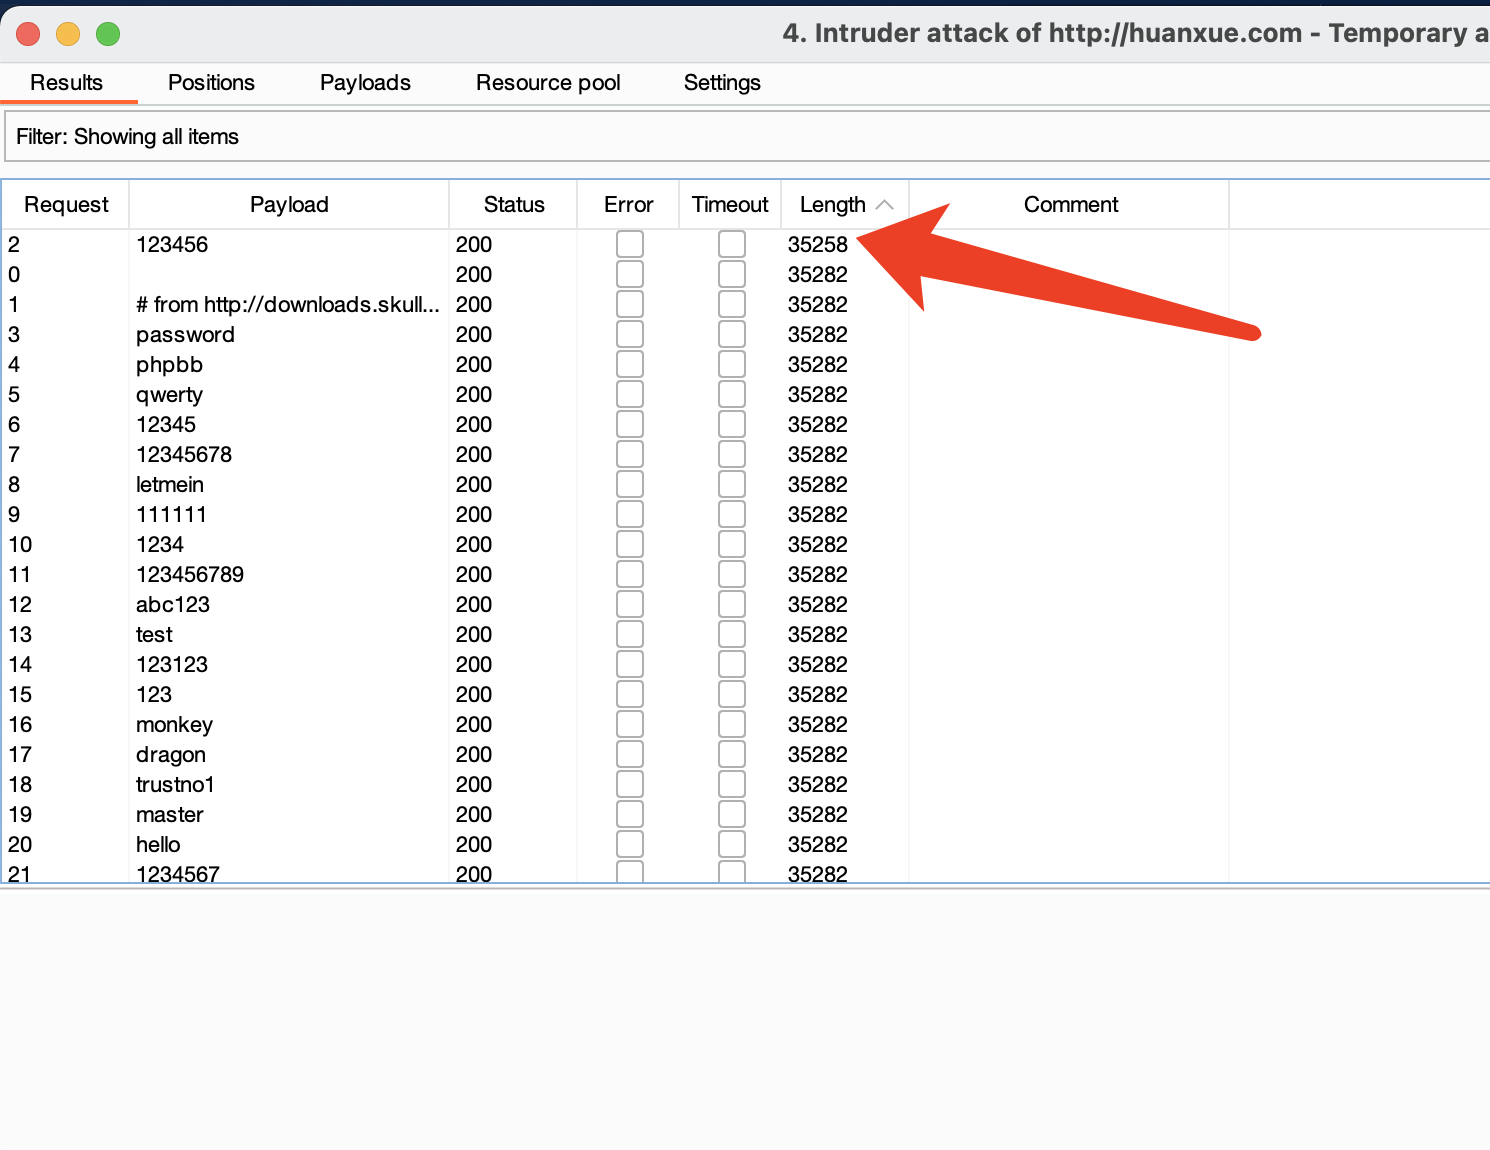 4. Intruder attack of http://huanxue.com - Temporary a
Results Positions Payloads Resource pool Settings
Filter: Showing all items
Request Payload Status Error Timeout Length Comment
2 123456 200 35258
0 200 35282
1 # from http://downloads.skull... 200 35282
3 password 200 35282
4 phpbb 200 35282
5 qwerty 200 35282
6 12345 200 35282
7 12345678 200 35282
8 letmein 200 35282
9 111111 200 35282
10 1234 200 35282
11 123456789 200 35282
12 abc123 200 35282
13 test 200 35282
14 123123 200 35282
15 123 200 35282
16 monkey 200 35282
17 dragon 200 35282
18 trustno1 200 35282
19 master 200 35282
20 hello 200 35282
21 1234567 200 35282